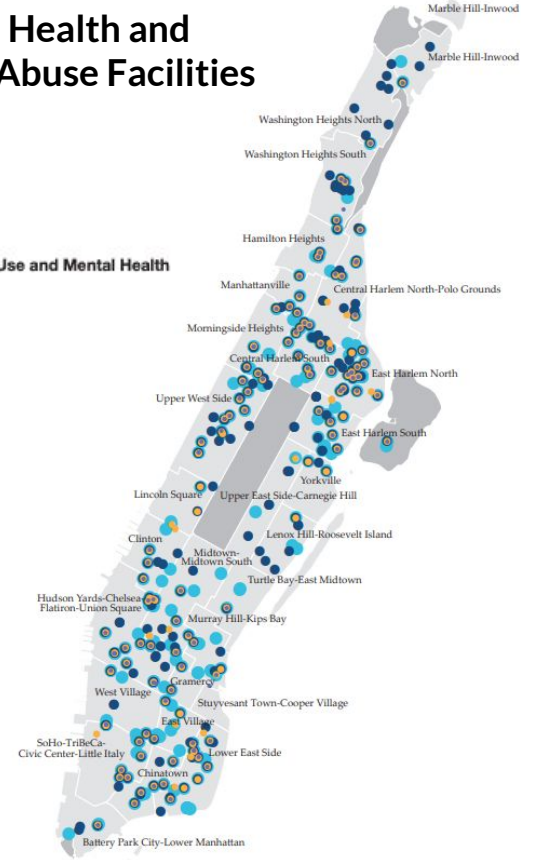 Health and
Abuse Facilities
Use and Mental Health
Marble Hill-Inwood
Marble Hill-Inwood
Washington Heights North
Washington Heights South
Hamilton Heights
Manhattanville
Central Harlem North-Polo Grounds
Morningside Heights
Central Harlem South
East Harlem North
Upper West Side
East Harlem South
Yorkville
Lincoln Square
Upper East Side-Carnegie Hill
Clinton
Lenox Hill-Roosevelt Island
Midtown-
Midtown South
Turtle Bay-East Midtown
Hudson Yards-Chelsea
Flatiron-Union Square
Murray Hill-Kips Bay
Gramercy
West Village
Stuyvesant Town-Cooper Village
East Village
SoHo-TriBeCa-
Civic Center-Little Italy
Lower East Side
Chinatown
Battery Park City-Lower Manhattan